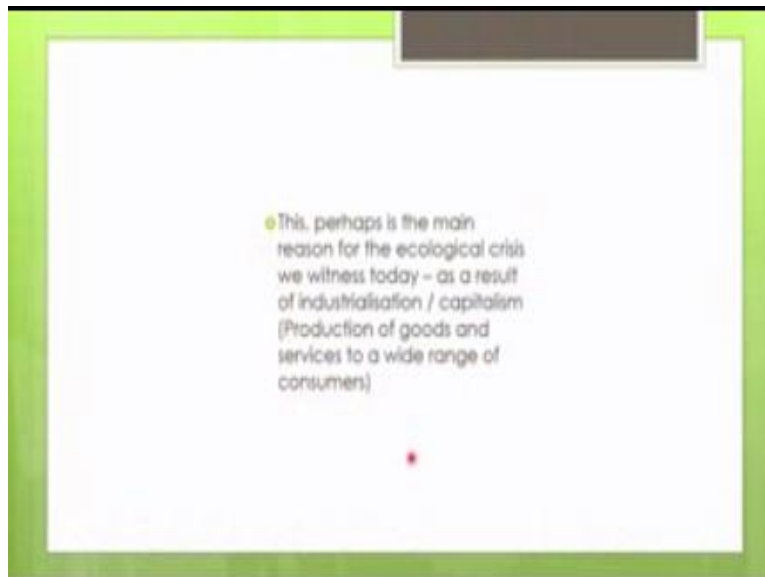 This, perhaps is the main
reason for the ecological crisis
we witness today – as a result
of industrialisation / capitalism
(Production of goods and
services to a wide range of
consumers)